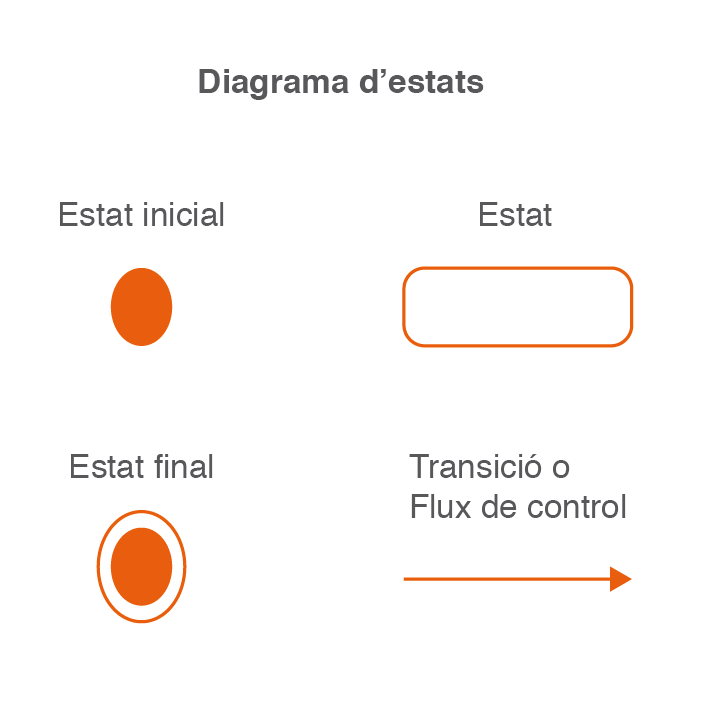 Diagrama d’estats
Estat inicial
Estat
Estat final
Transició o
Flux de control